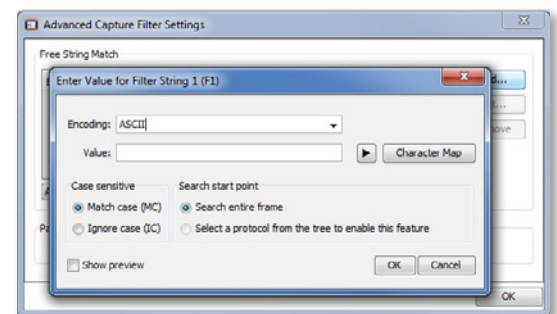 Advanced Capture Filter Settings
Free String Match
Enter Value for Filter String 1 (F1)
Encoding: ASCII
Value:
Character Map
Case sensitive
Search start point
Match case (MC)
Search entire frame
Ignore case (IC)
Select a protocol from the tree to enable this feature
Show preview
OK
Cancel
OK